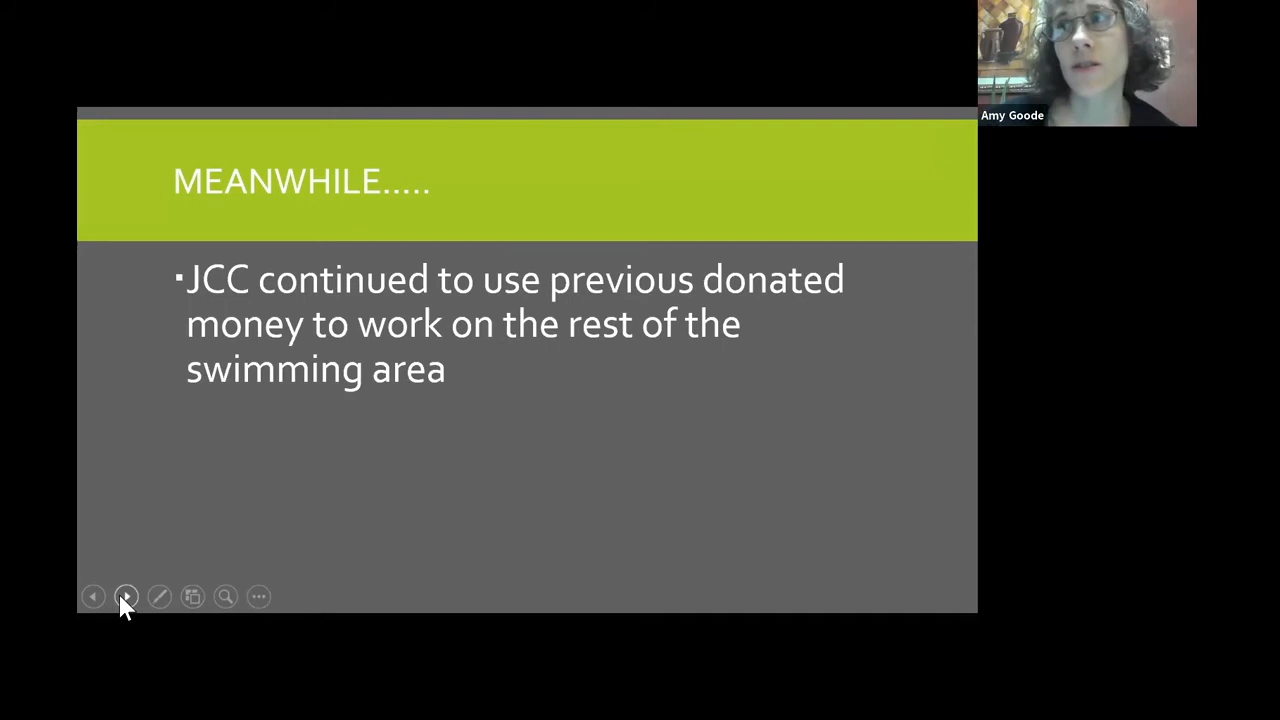 Amy Goode
MEANWHILE.....
▪JCC continued to use previous donated
money to work on the rest of the
swimming area